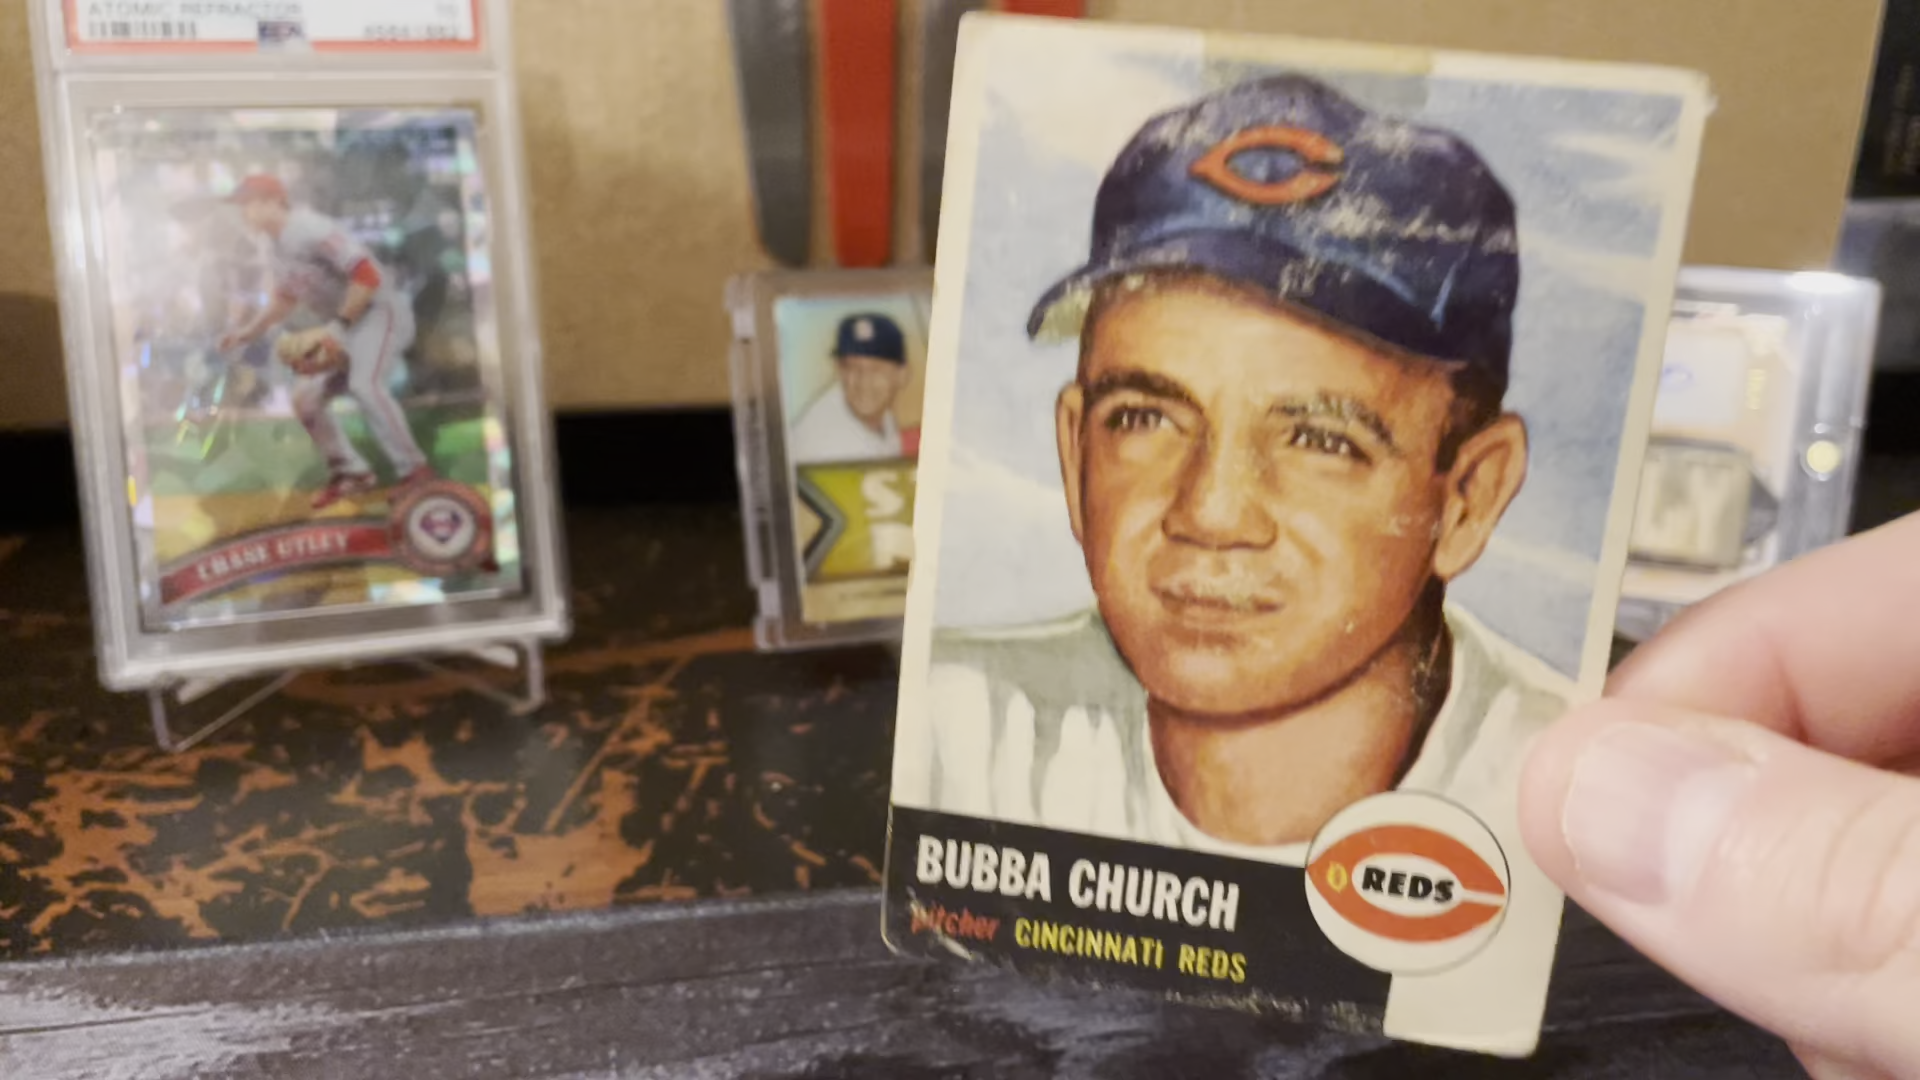 ATOMIC REFRACTOR
CHASE UTLEY
BUBBA CHURCH
REDS
pitcher CINCINNATI REDS